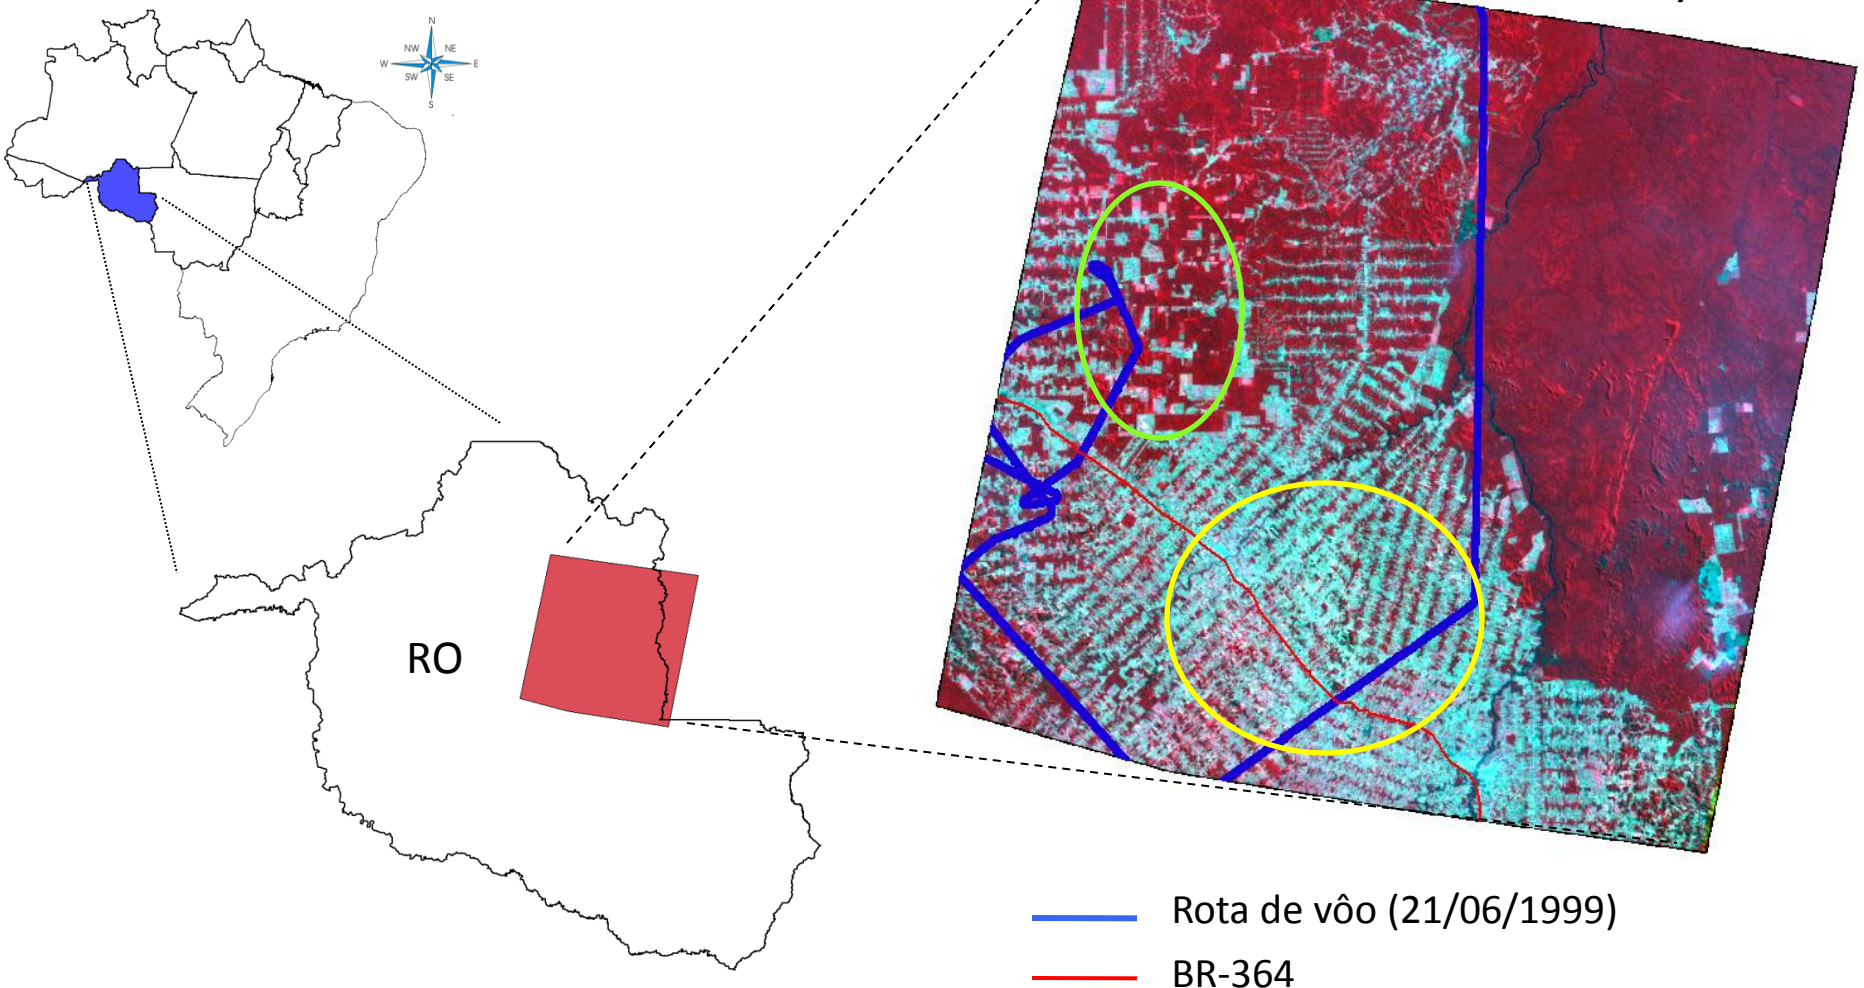 N
NW NE
W E
SW SE
S
RO
Rota de vôo (21/06/1999)
BR-364